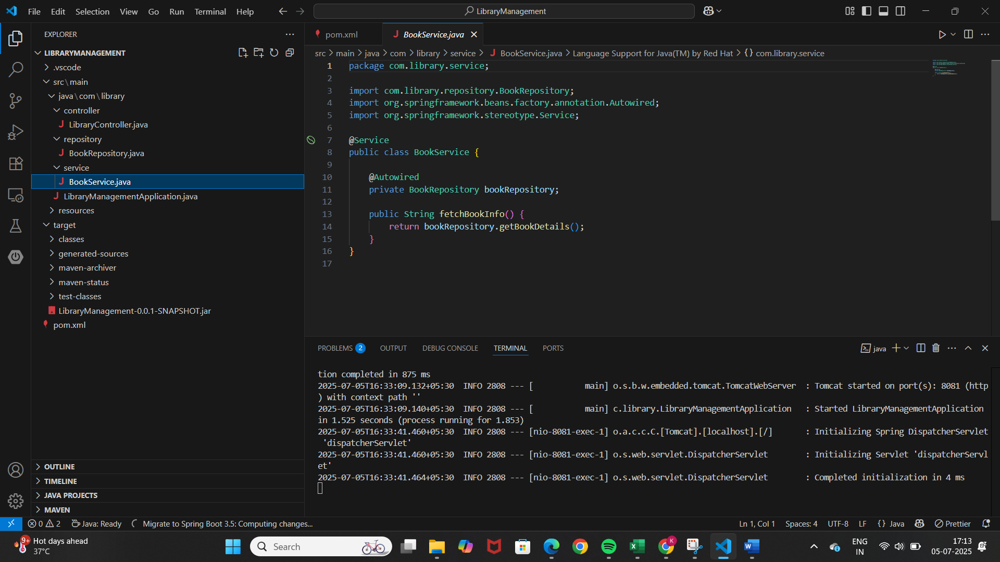 File Edit Selection View Go Run Terminal Help
LibraryManagement
EXPLORER
LIBRARYMANAGEMENT
.vscode
src\main
java\com\library
controller
LibraryController.java
repository
BookRepository.java
service
BookService.java
LibraryManagementApplication.java
resources
target
classes
generated-sources
maven-archiver
maven-status
test-classes
LibraryManagement-0.0.1-SNAPSHOT.jar
pom.xml
OUTLINE
TIMELINE
JAVA PROJECTS
MAVEN
pom.xml
BookService.java
src > main > java > com > library > service > BookService.java > Language Support for Java(TM) by Red Hat > {} com.library.service
1 package com.library.service;
2
3 import com.library.repository.BookRepository;
4 import org.springframework.beans.factory.annotation.Autowired;
5 import org.springframework.stereotype.Service;
6
7 @Service
8 public class BookService {
9
10 @Autowired
11 private BookRepository bookRepository;
12
13 public String fetchBookInfo() {
14 return bookRepository.getBookDetails();
15 }
16 }
17
PROBLEMS 2 OUTPUT DEBUG CONSOLE TERMINAL PORTS
java
tion completed in 875 ms
2025-07-05T16:33:09.132+05:30  INFO 2808 --- [           main] o.s.b.w.embedded.tomcat.TomcatWebServer  : Tomcat started on port(s): 8081 (http
) with context path ''
2025-07-05T16:33:09.140+05:30  INFO 2808 --- [           main] c.library.LibraryManagementApplication   : Started LibraryManagementApplication
in 1.525 seconds (process running for 1.853)
2025-07-05T16:33:41.460+05:30  INFO 2808 --- [nio-8081-exec-1] o.a.c.c.C.[Tomcat].[localhost].[/]       : Initializing Spring DispatcherServlet
'dispatcherServlet'
2025-07-05T16:33:41.460+05:30  INFO 2808 --- [nio-8081-exec-1] o.s.web.servlet.DispatcherServlet        : Initializing Servlet 'dispatcherServl
et'
2025-07-05T16:33:41.464+05:30  INFO 2808 --- [nio-8081-exec-1] o.s.web.servlet.DispatcherServlet        : Completed initialization in 4 ms
0 2 Java: Ready Migrate to Spring Boot 3.5: Computing changes... Ln 1, Col 1 Spaces: 4 UTF-8 LF {} Java Prettier
9+ Hot days ahead
37°C
Search
ENG
IN
17:13
05-07-2025